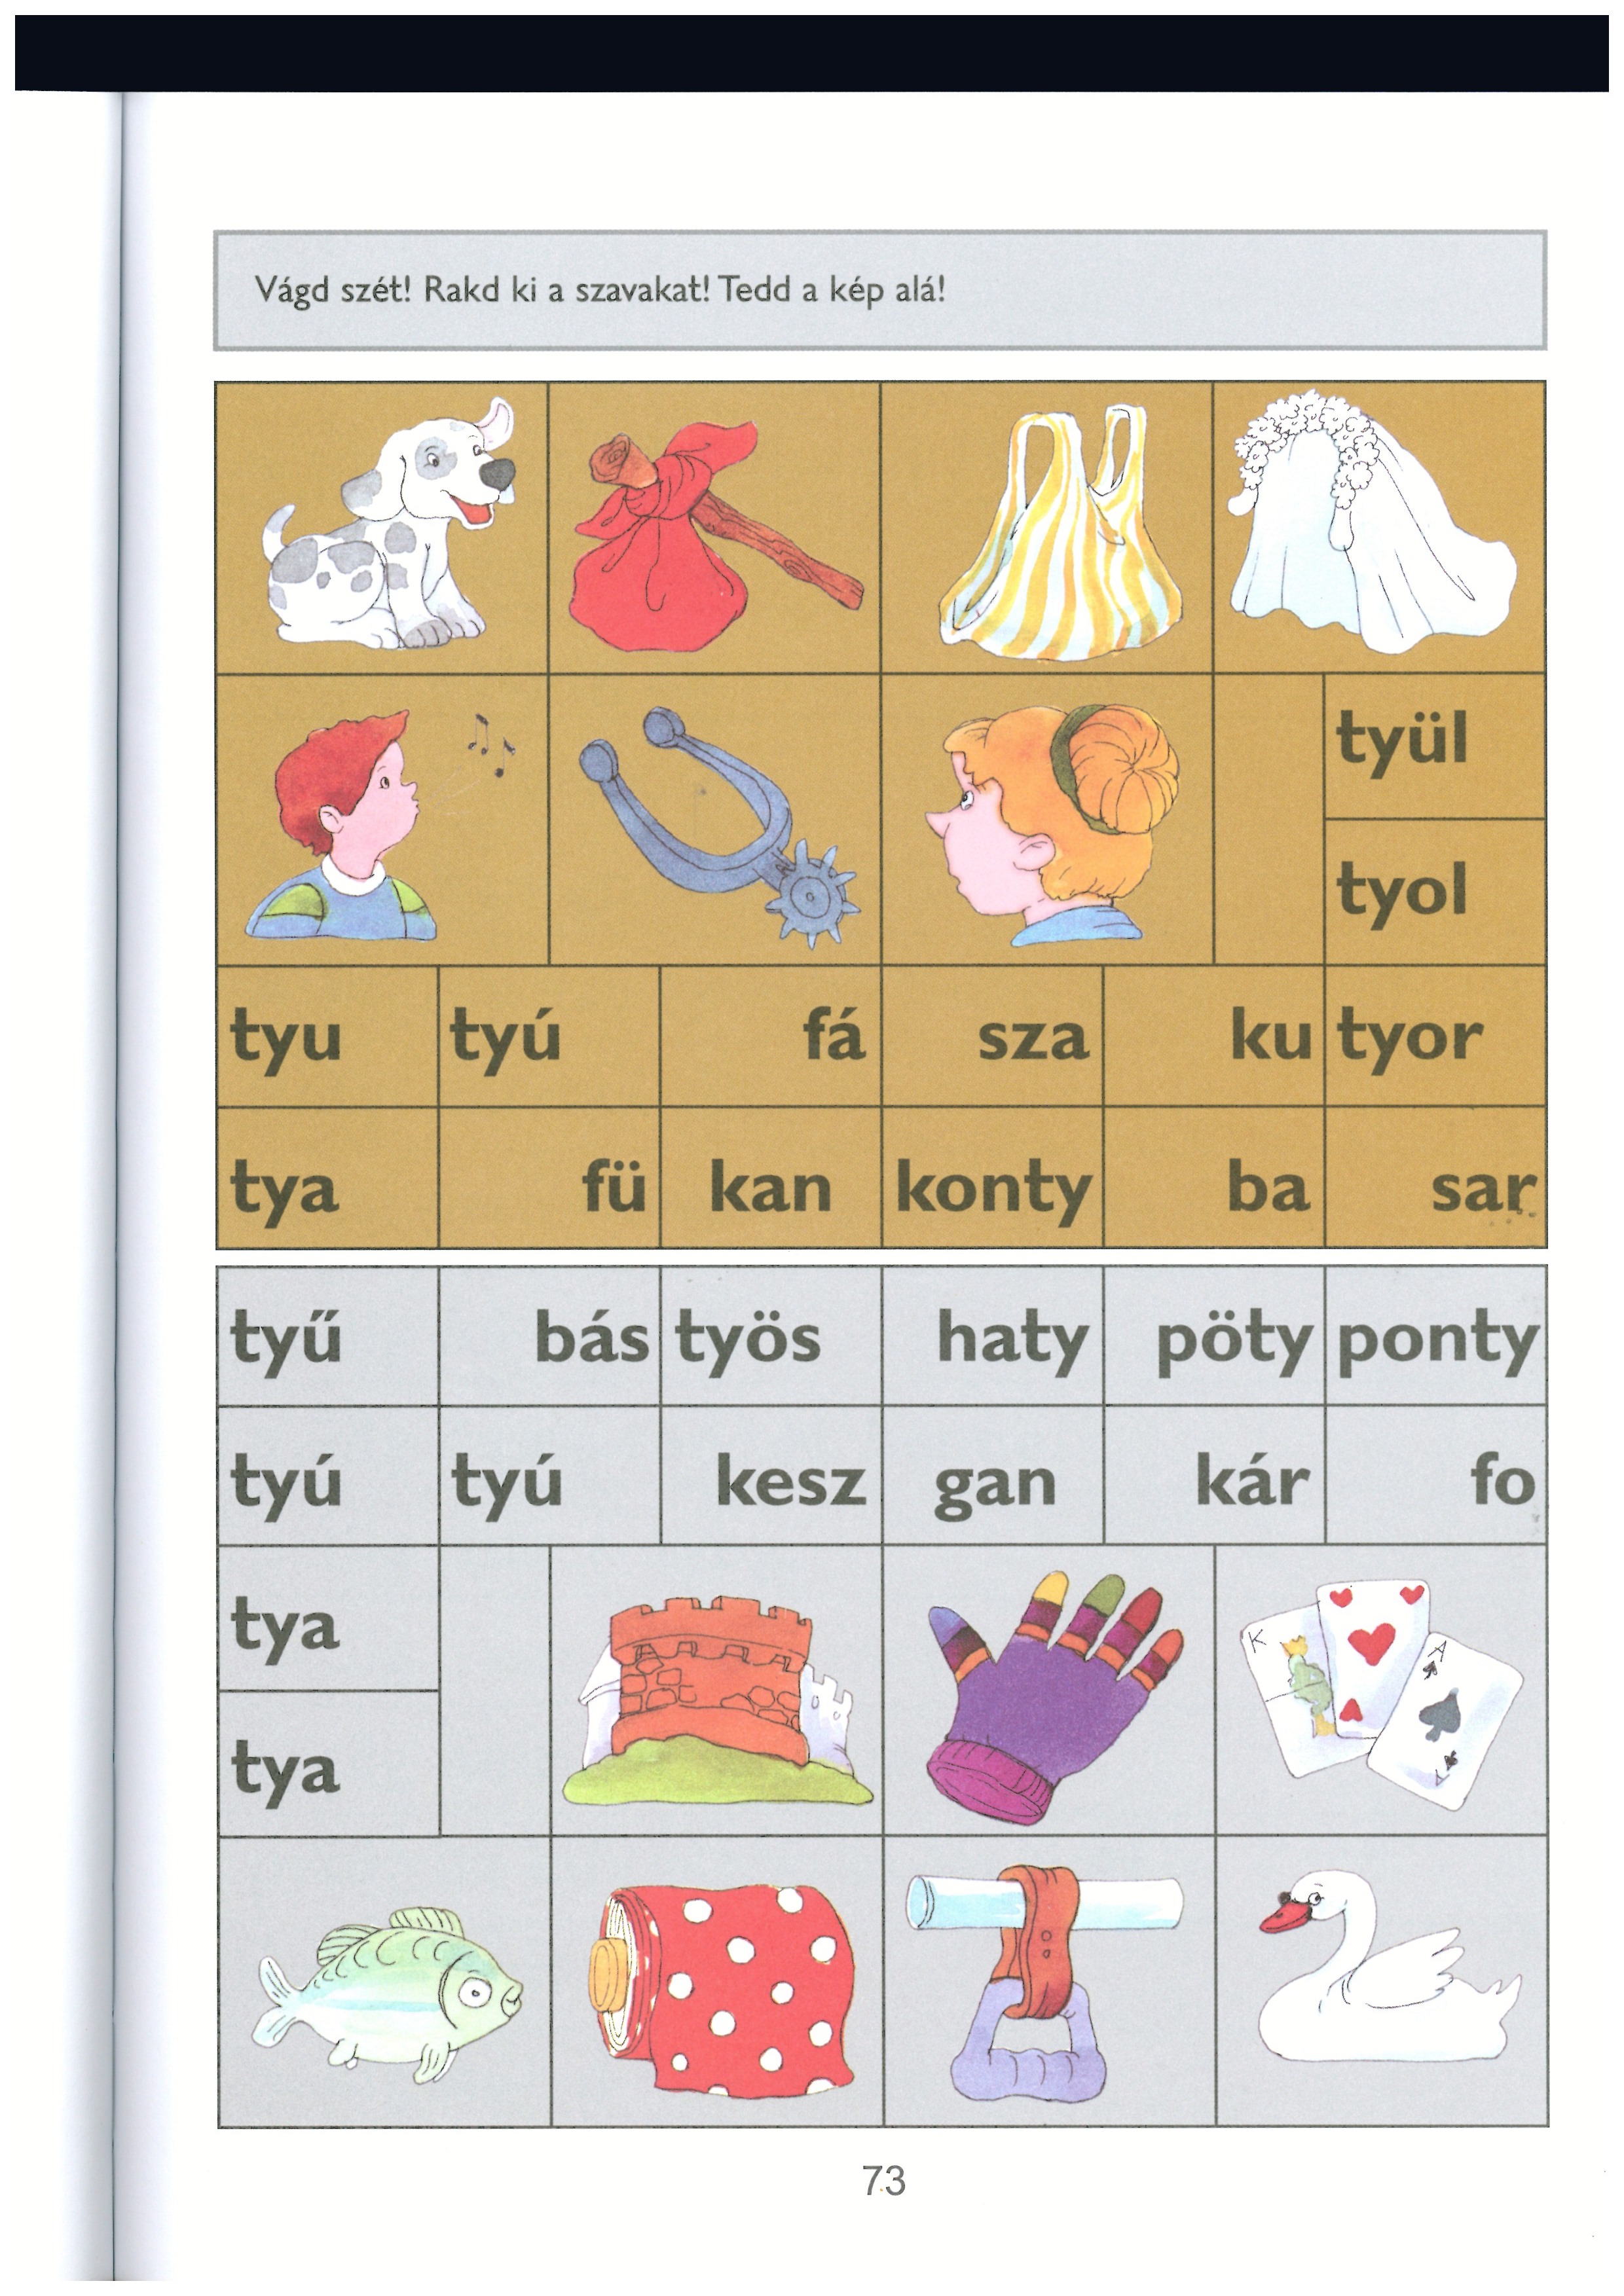 Vágd szét! Rakd ki a szavakat! Tedd a kép alá!
tyül
tyol
tyu tyú fá sza ku tyor
tya fü kan konty ba sar
tyű bás työs haty pöty ponty
tyú tyú kesz gan kár fo
tya
tya
K A
A
73